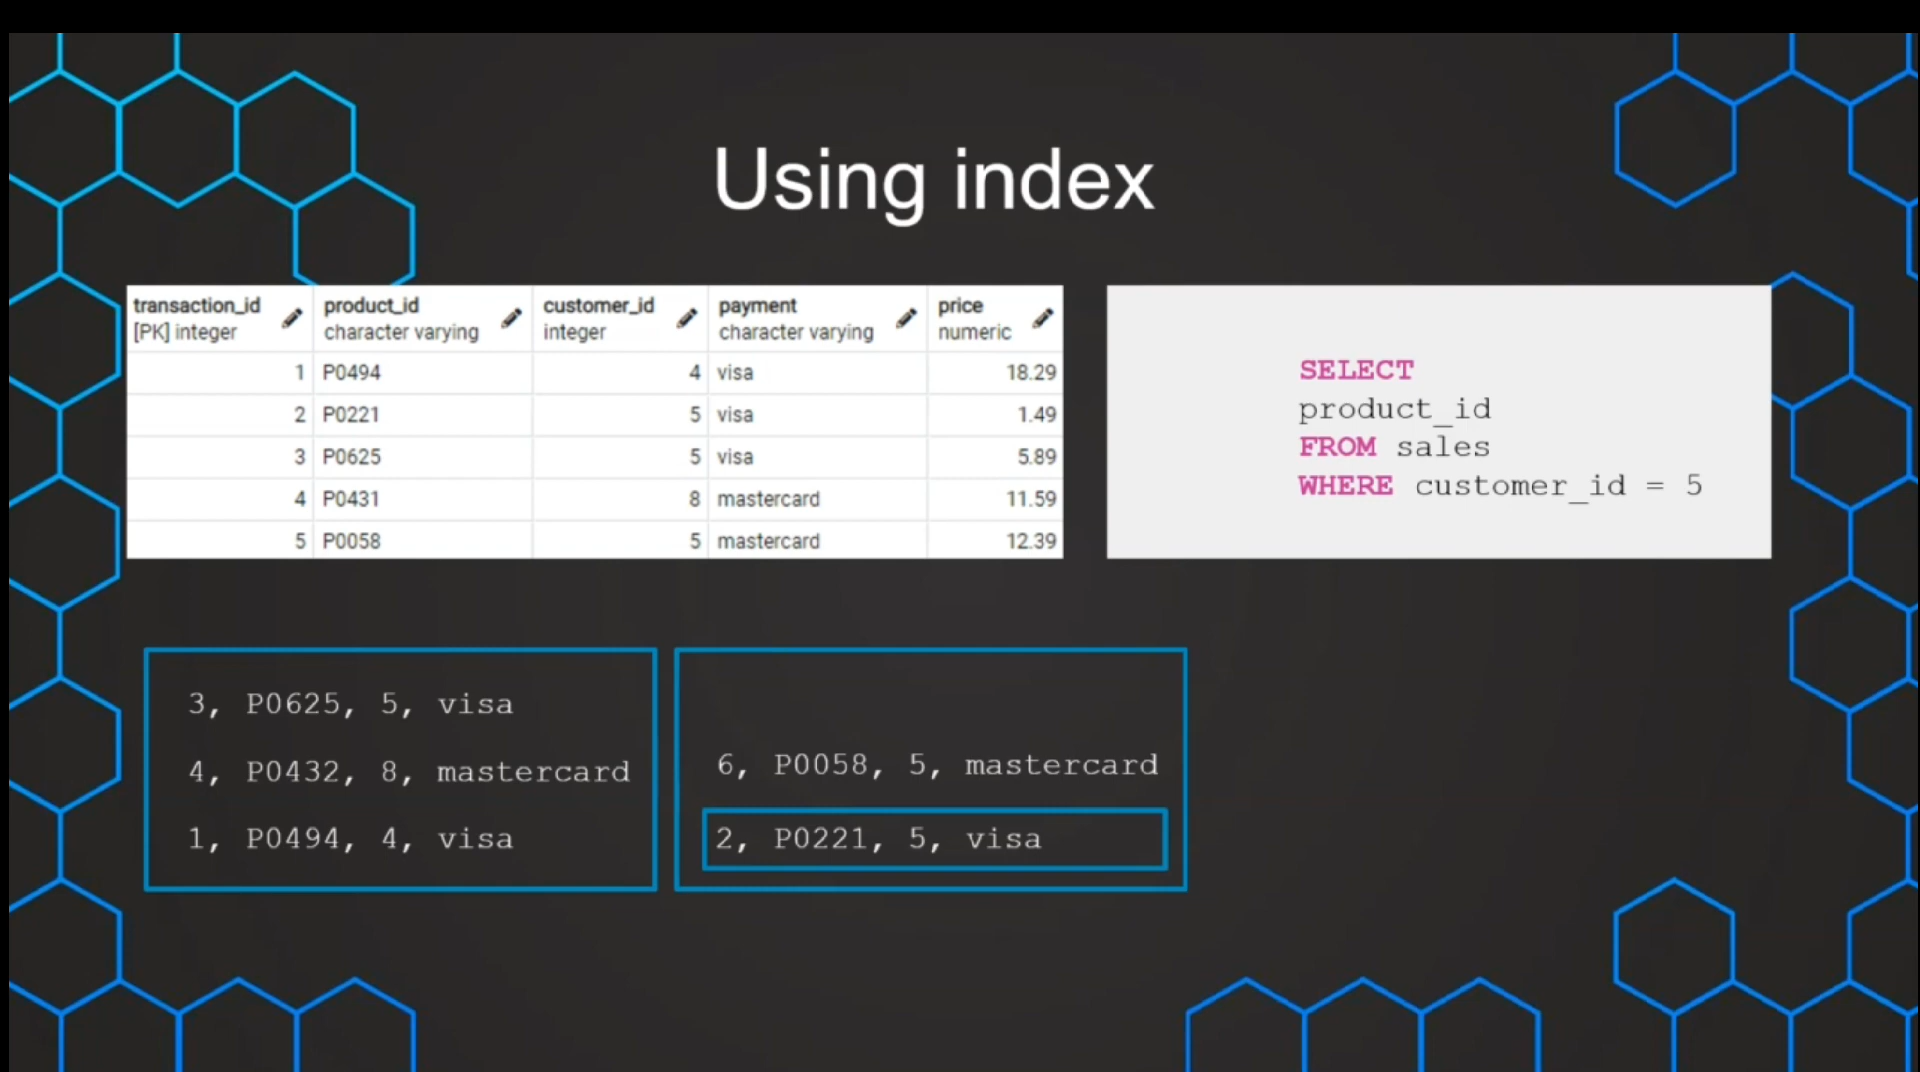 Using index
transaction_id product_id customer_id payment price
[PK] integer character varying integer character varying numeric
1 P0494 4 visa 18.29
2 P0221 5 visa 1.49
3 P0625 5 visa 5.89
4 P0431 8 mastercard 11.59
5 P0058 5 mastercard 12.39
SELECT
product_id
FROM sales
WHERE customer_id = 5
3, P0625, 5, visa
4, P0432, 8, mastercard
1, P0494, 4, visa
6, P0058, 5, mastercard
2, P0221, 5, visa